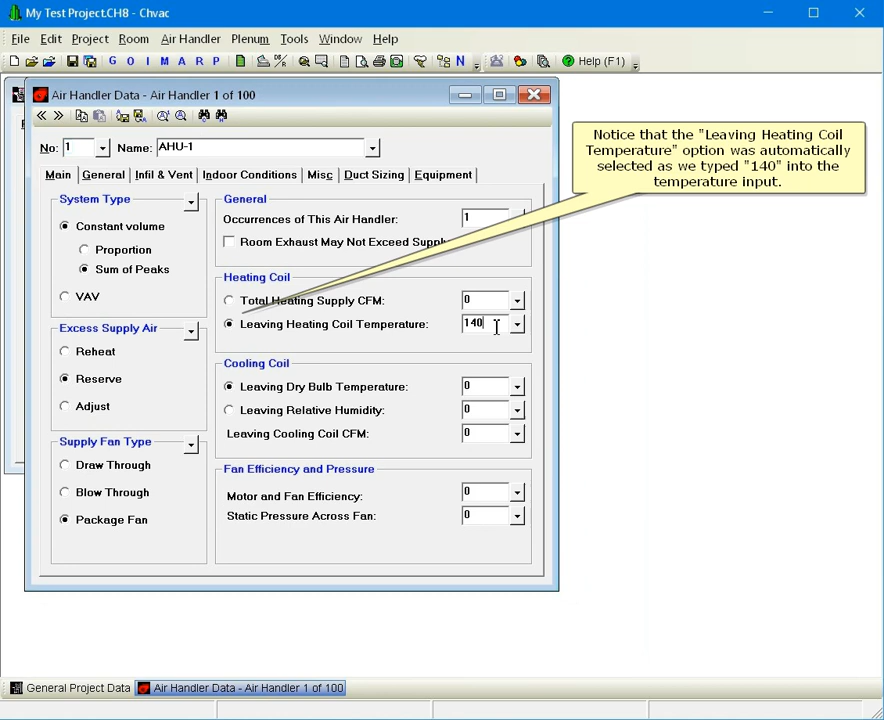 My Test Project.CH8 - Chvac
File Edit Project Room Air Handler Plenum Tools Window Help
G O I M A R P N Help (F1)
Air Handler Data - Air Handler 1 of 100
No: 1 Name: AHU-1
Main General Infil & Vent Indoor Conditions Misc Duct Sizing Equipment
System Type
Constant volume
Proportion
Sum of Peaks
VAV
Excess Supply Air
Reheat
Reserve
Adjust
Supply Fan Type
Draw Through
Blow Through
Package Fan
General
Occurrences of This Air Handler: 1
Room Exhaust May Not Exceed Supply
Heating Coil
Total Heating Supply CFM: 0
Leaving Heating Coil Temperature: 140
Cooling Coil
Leaving Dry Bulb Temperature: 0
Leaving Relative Humidity: 0
Leaving Cooling Coil CFM: 0
Fan Efficiency and Pressure
Motor and Fan Efficiency: 0
Static Pressure Across Fan: 0
Notice that the "Leaving Heating Coil
Temperature" option was automatically
selected as we typed "140" into the
temperature input.
General Project Data Air Handler Data - Air Handler 1 of 100